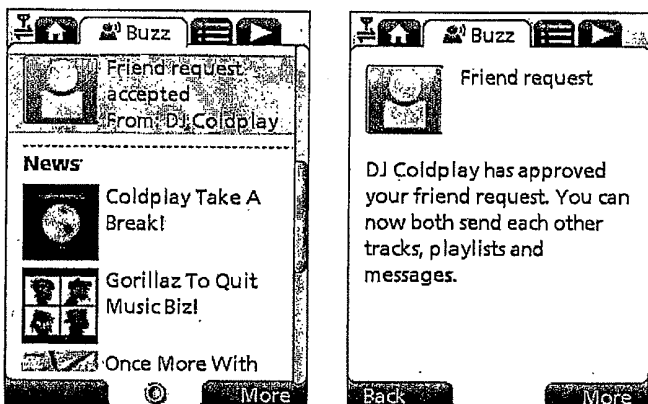 Buzz
Friend request
accepted
From: DJ Coldplay
News
Coldplay Take A
Break!
Gorillaz To Quit
Music Biz!
Once More With
More
Buzz
Friend request
DJ Coldplay has approved
your friend request. You can
now both send each other
tracks, playlists and
messages.
Back
More